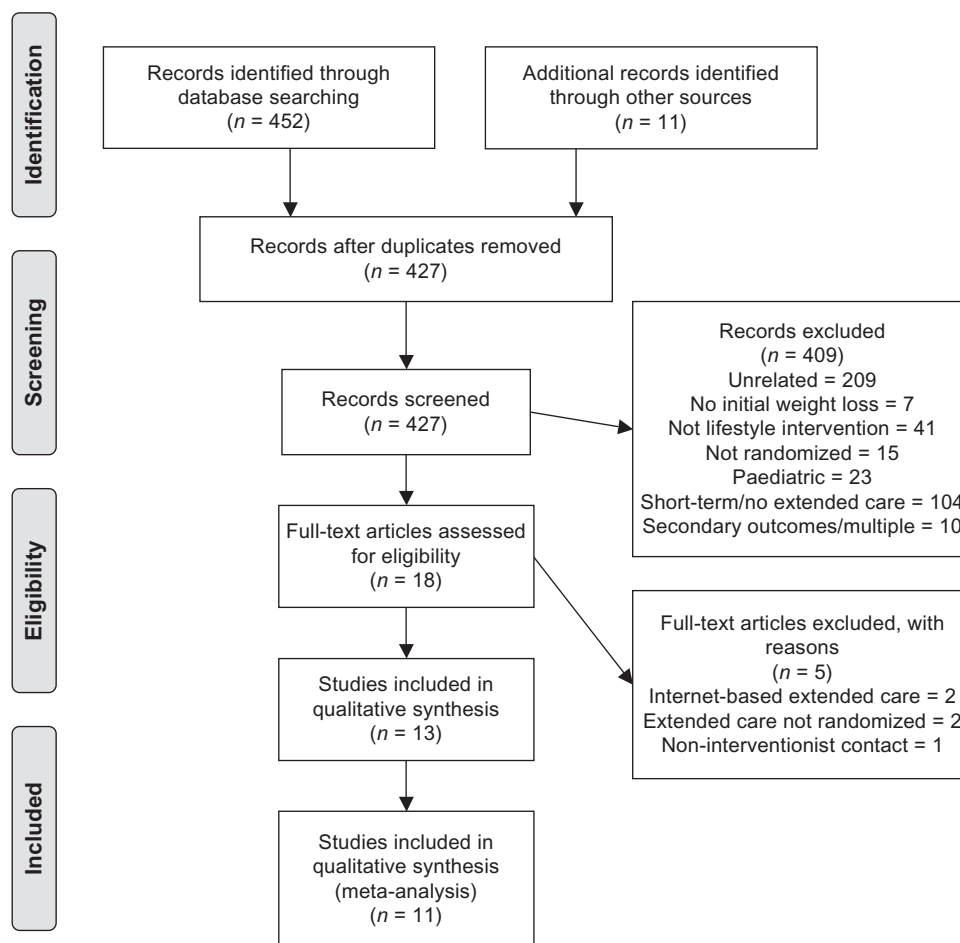 Identification
Records identified through
database searching
(n = 452)
Additional records identified
through other sources
(n = 11)
Records after duplicates removed
(n = 427)
Screening
Records screened
(n = 427)
Records excluded
(n = 409)
Unrelated = 209
No initial weight loss = 7
Not lifestyle intervention = 41
Not randomized = 15
Paediatric = 23
Short-term/no extended care = 104
Secondary outcomes/multiple = 10
Eligibility
Full-text articles assessed
for eligibility
(n = 18)
Full-text articles excluded, with
reasons
(n = 5)
Internet-based extended care = 2
Extended care not randomized = 2
Non-interventionist contact = 1
Studies included in
qualitative synthesis
(n = 13)
Included
Studies included in
qualitative synthesis
(meta-analysis)
(n = 11)